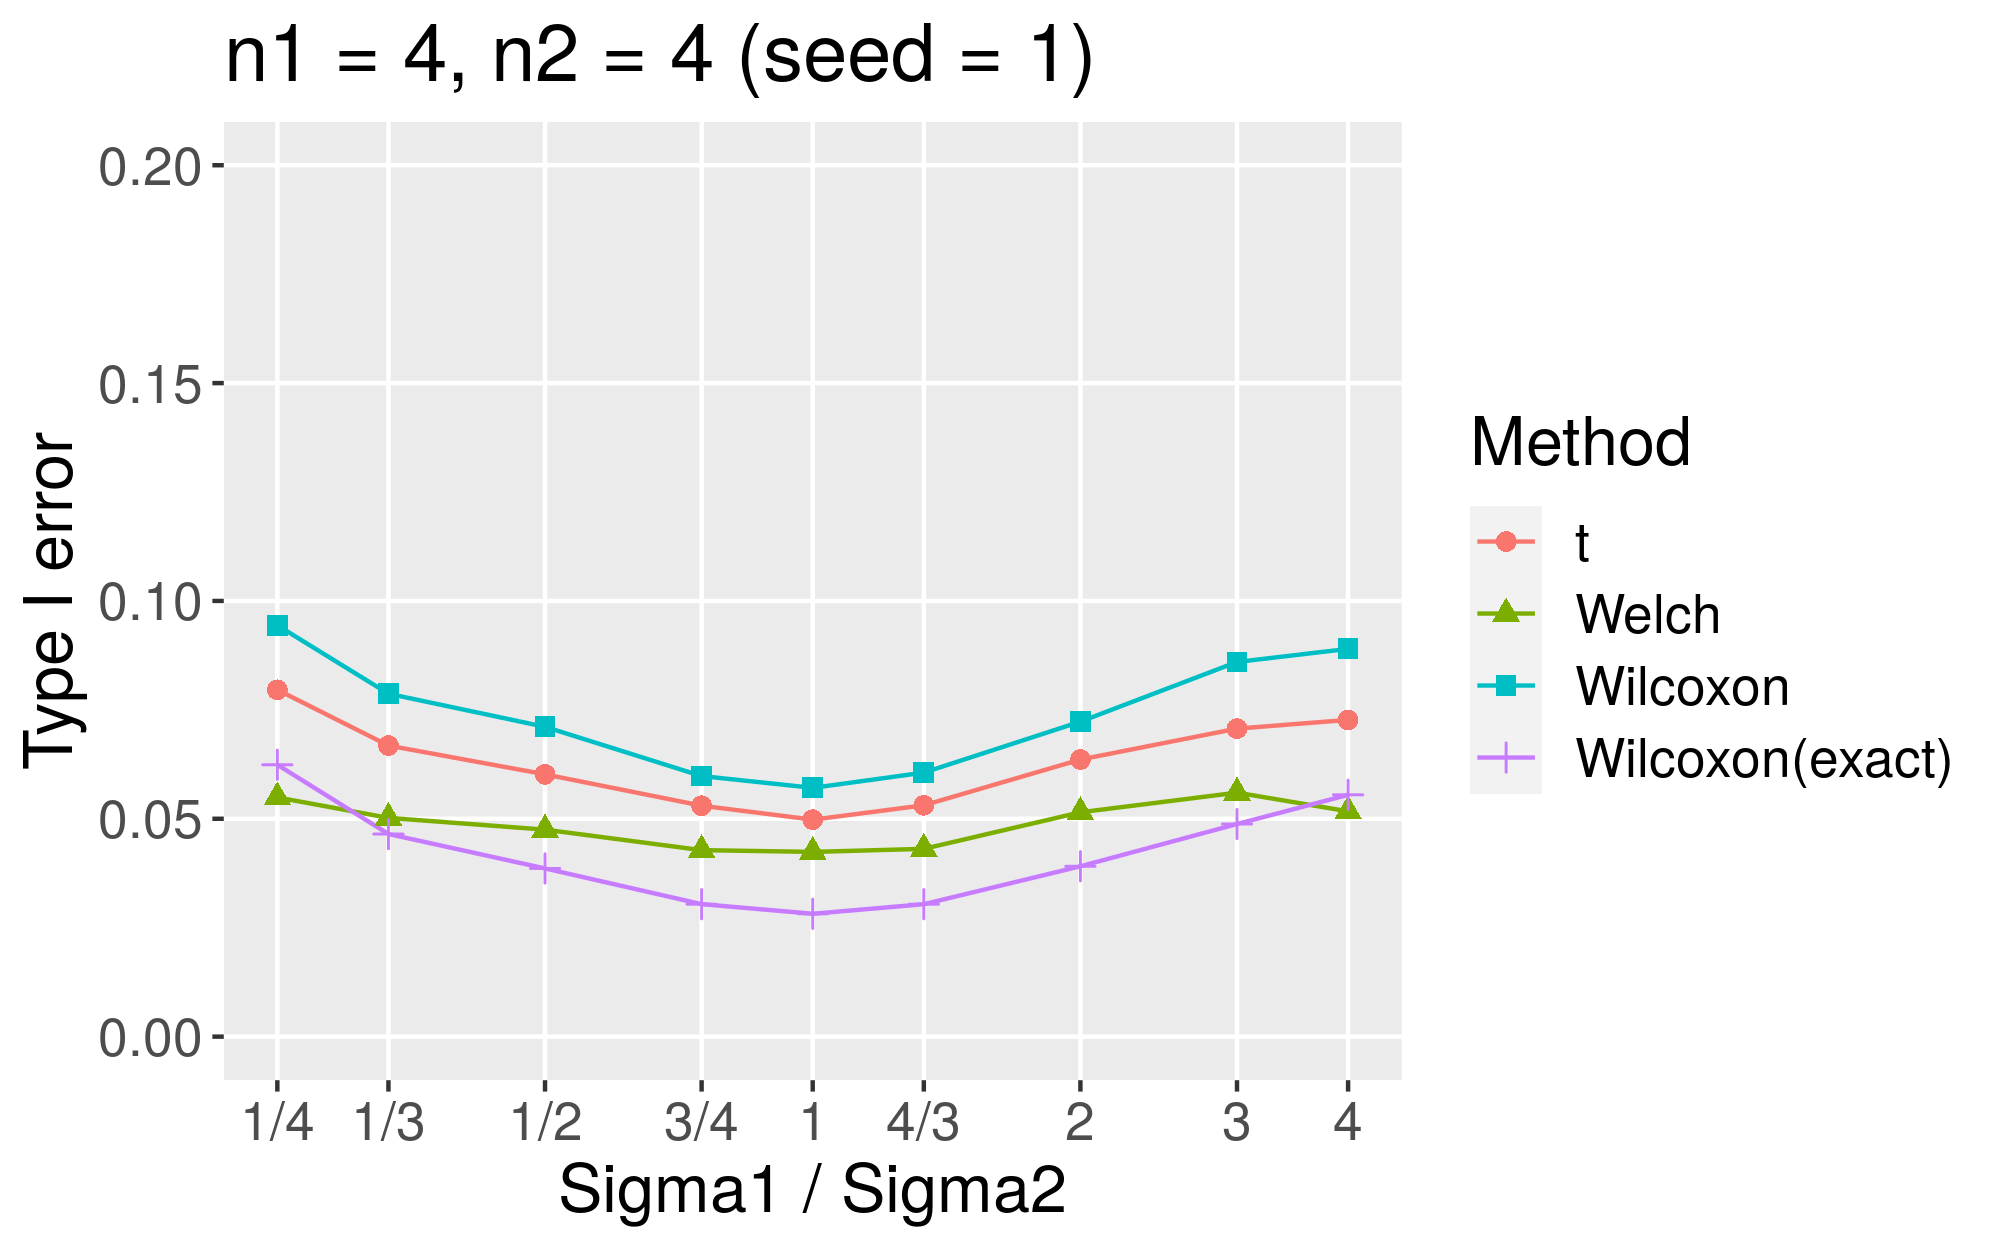 n1 = 4, n2 = 4 (seed = 1)
0.20
0.15
0.10
0.05
0.00
Type I error
1/4 1/3 1/2 3/4 1 4/3 2 3 4
Sigma1 / Sigma2
Method
t
Welch
Wilcoxon
Wilcoxon(exact)